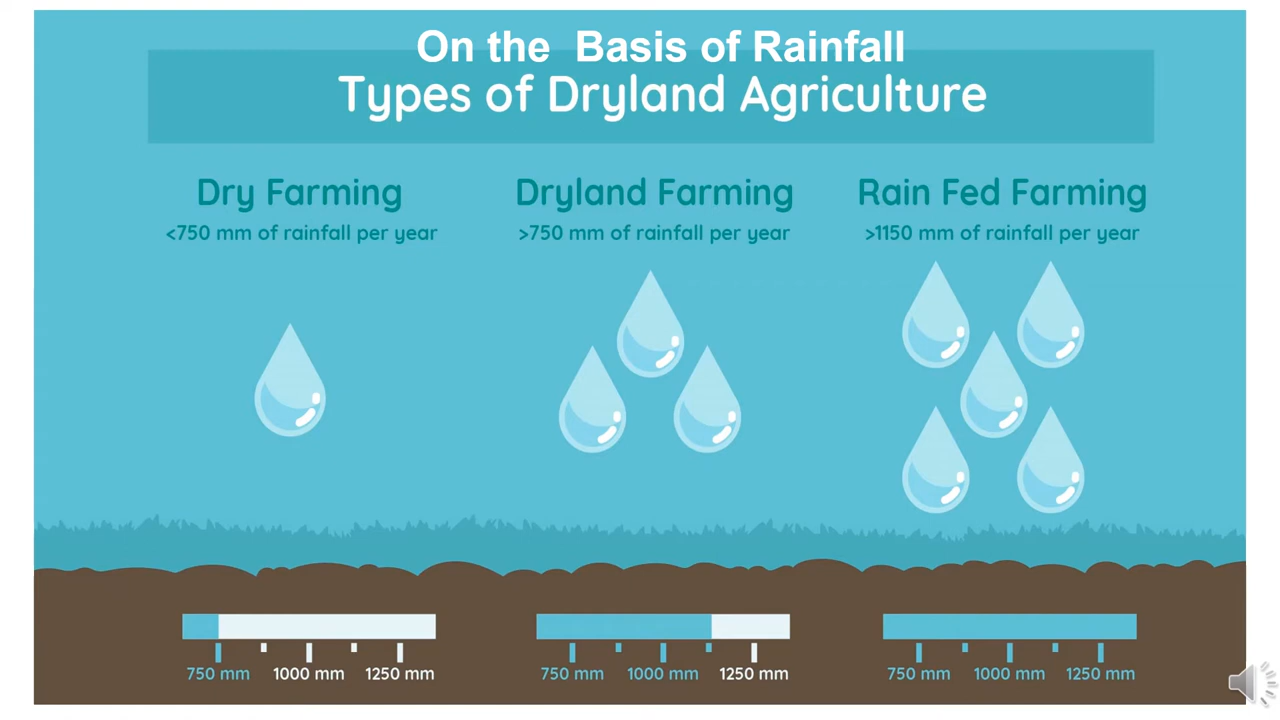 On the Basis of Rainfall
Types of Dryland Agriculture
Dry Farming
<750 mm of rainfall per year
Dryland Farming
>750 mm of rainfall per year
Rain Fed Farming
>1150 mm of rainfall per year
750 mm 1000 mm 1250 mm
750 mm 1000 mm 1250 mm
750 mm 1000 mm 1250 mm